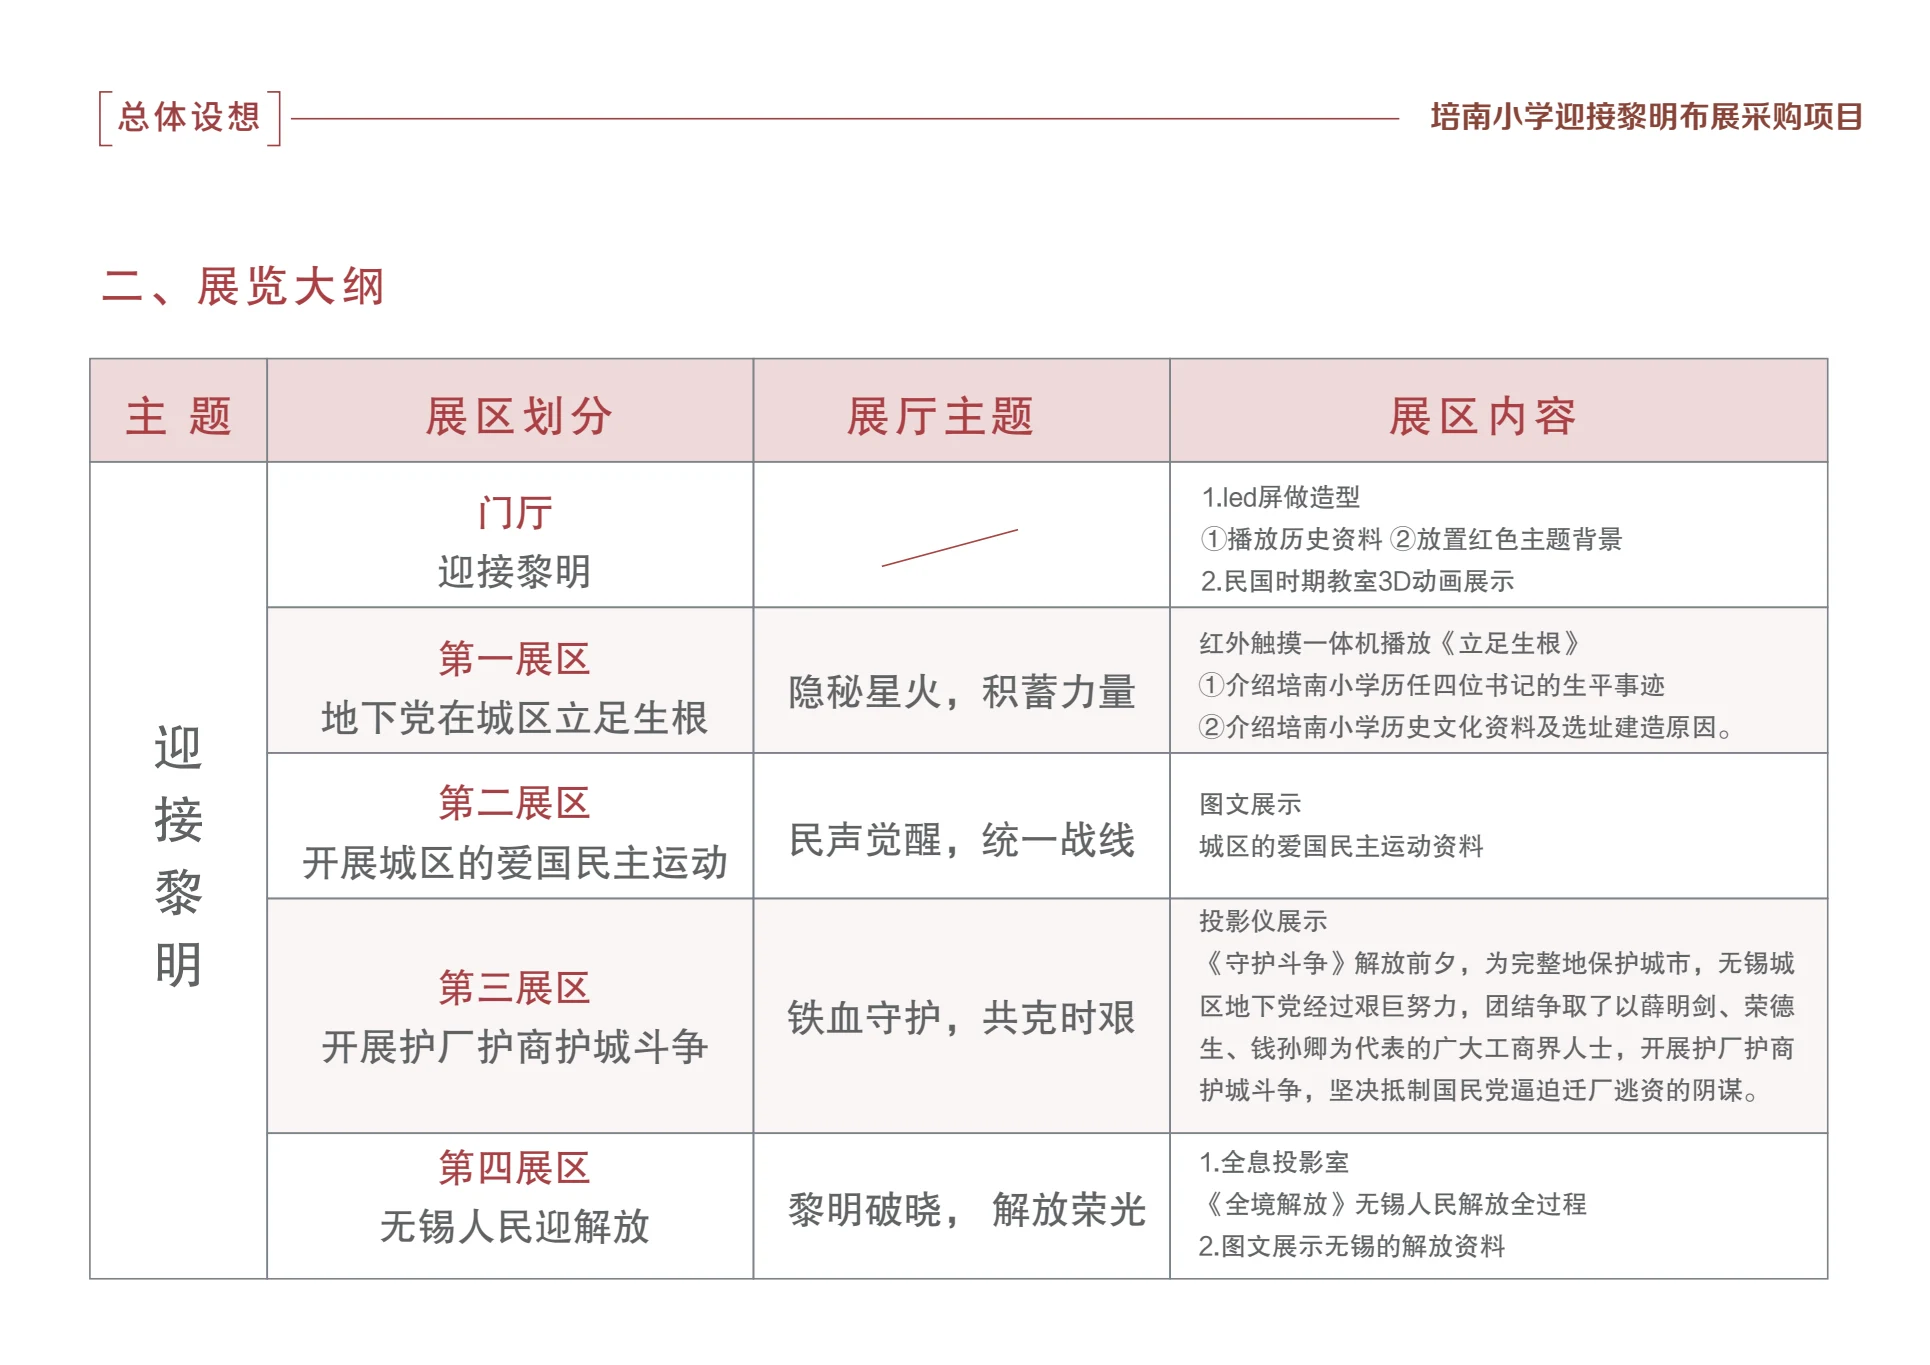 总体设想
培南小学迎接黎明布展采购项目
二、展览大纲
主 题
展区划分
展厅主题
展区内容
迎接黎明
门厅
迎接黎明
1.led屏做造型
①播放历史资料 ②放置红色主题背景
2.民国时期教室3D动画展示
第一展区
地下党在城区立足生根
隐秘星火，积蓄力量
红外触摸一体机播放《立足生根》
①介绍培南小学历任四位书记的生平事迹
②介绍培南小学历史文化资料及选址建造原因。
第二展区
开展城区的爱国民主运动
民声觉醒，统一战线
图文展示
城区的爱国民主运动资料
第三展区
开展护厂护商护城斗争
铁血守护，共克时艰
投影仪展示
《守护斗争》解放前夕，为完整地保护城市，无锡城
区地下党经过艰巨努力，团结争取了以薛明剑、荣德
生、钱孙卿为代表的广大工商界人士，开展护厂护商
护城斗争，坚决抵制国民党逼迫迁厂逃资的阴谋。
第四展区
无锡人民迎解放
黎明破晓， 解放荣光
1.全息投影室
《全境解放》无锡人民解放全过程
2.图文展示无锡的解放资料